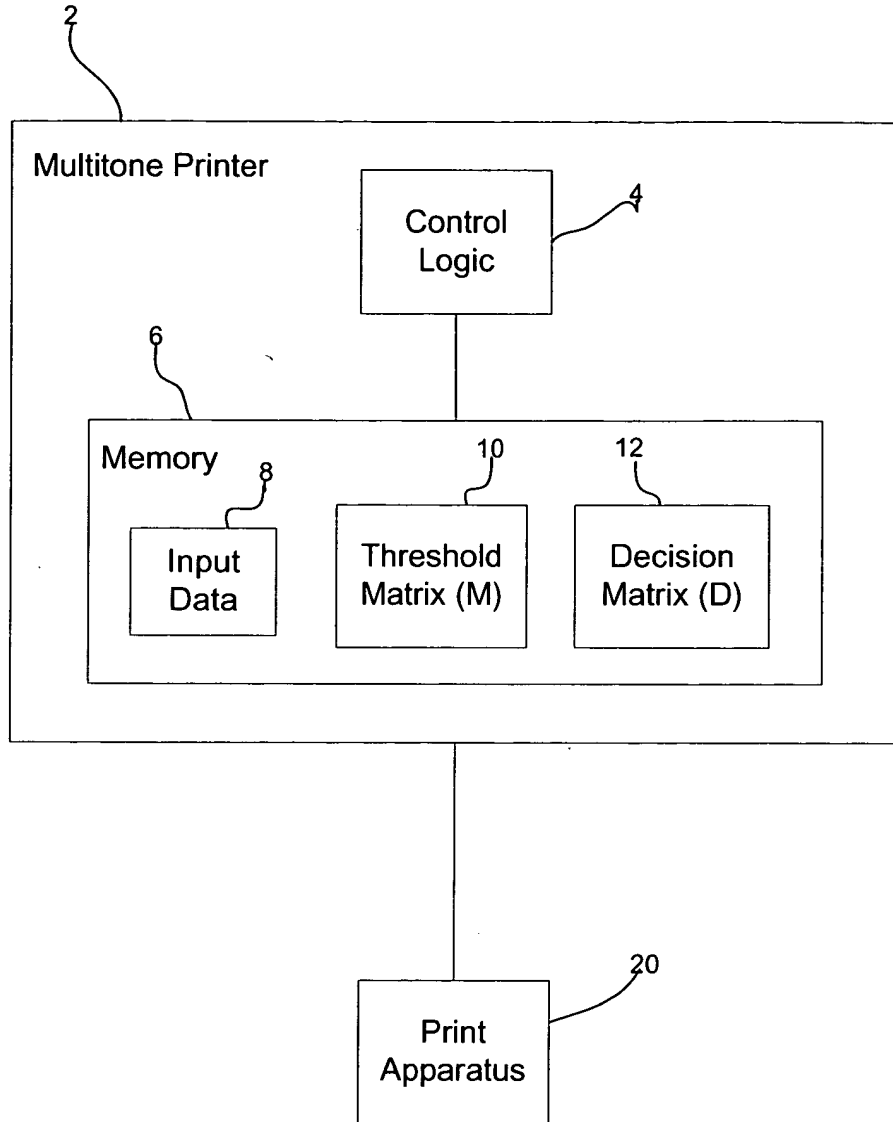 2
Multitone Printer
Control
Logic
4
6
Memory
8
10
12
Input
Data
Threshold
Matrix (M)
Decision
Matrix (D)
20
Print
Apparatus